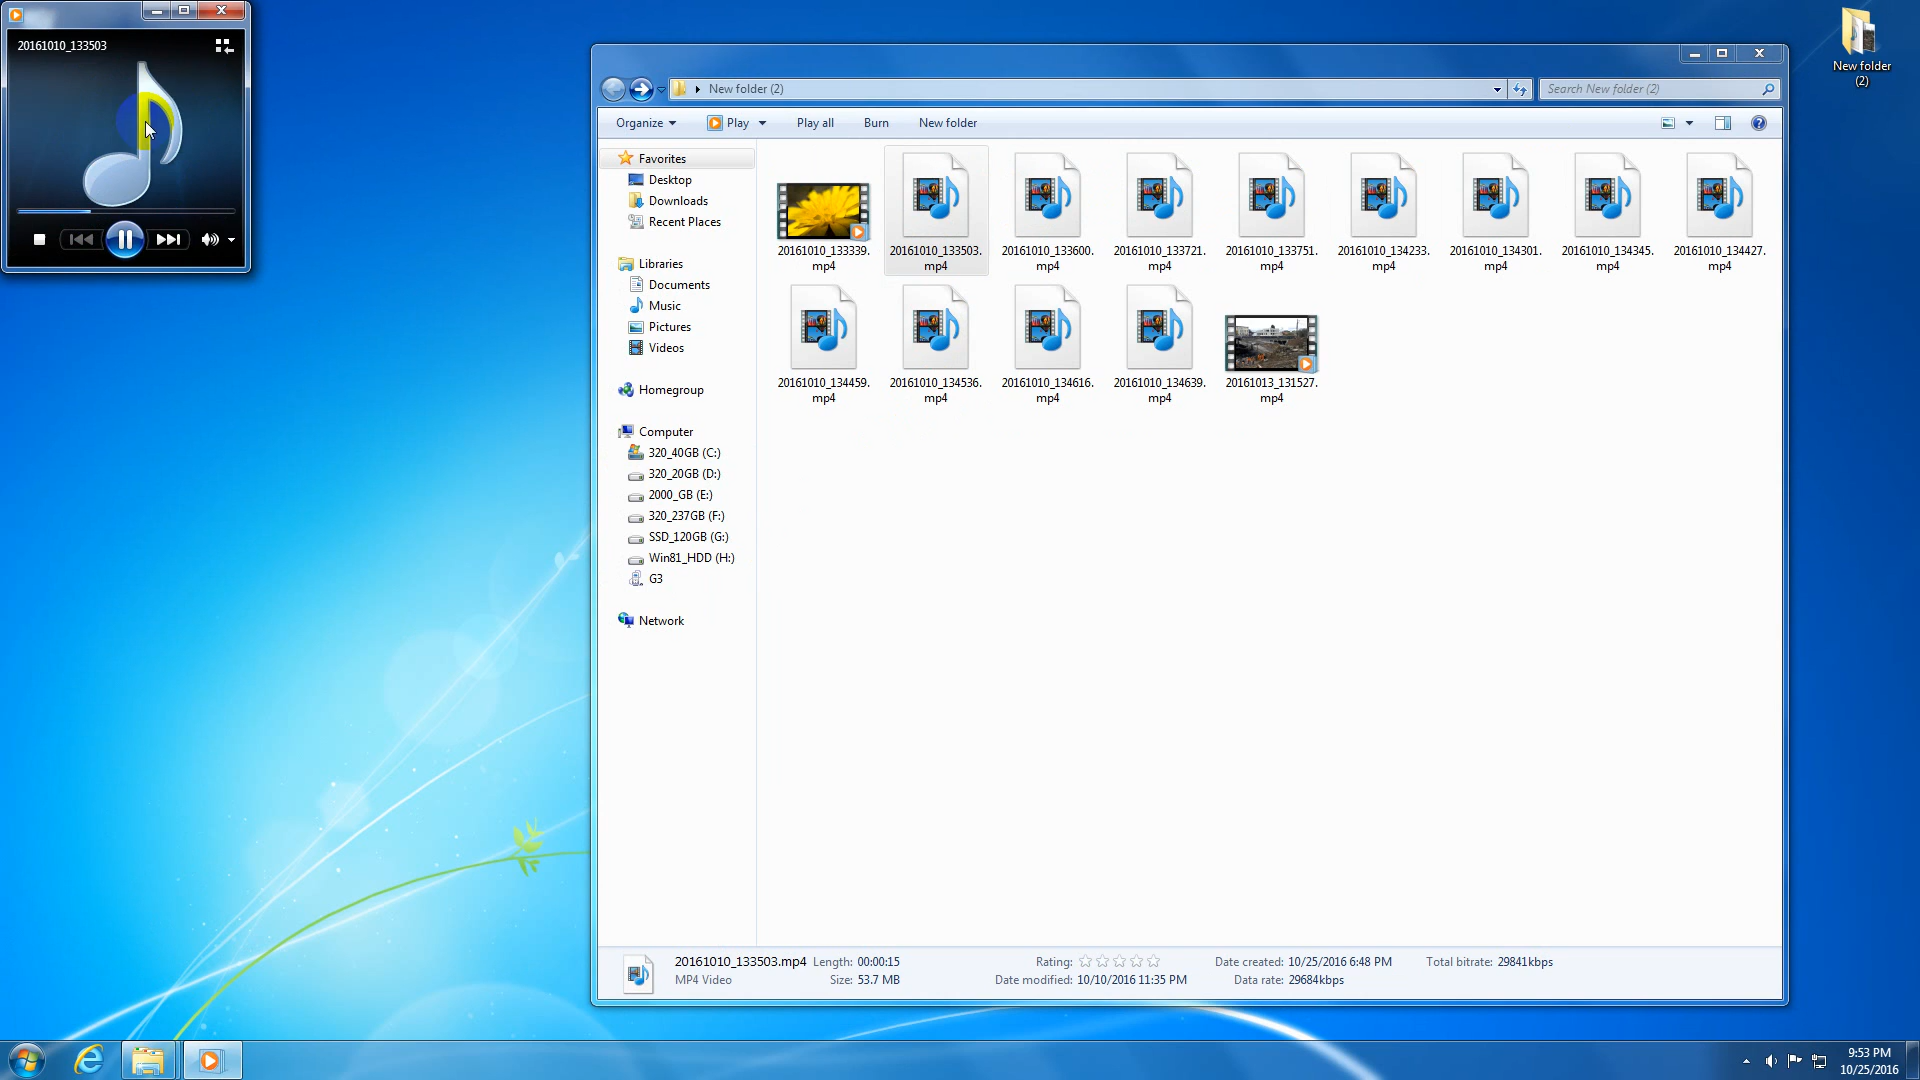 20161010_133503
New folder (2)
Search New folder (2)
Organize
Play
Play all
Burn
New folder
Favorites
Desktop
Downloads
Recent Places
Libraries
Documents
Music
Pictures
Videos
Homegroup
Computer
320_40GB (C:)
320_20GB (D:)
2000_GB (E:)
320_237GB (F:)
SSD_120GB (G:)
Win81_HDD (H:)
G3
Network
20161010_133339.
mp4
20161010_133503.
mp4
20161010_133600.
mp4
20161010_133721.
mp4
20161010_133751.
mp4
20161010_134233.
mp4
20161010_134301.
mp4
20161010_134345.
mp4
20161010_134427.
mp4
20161010_134459.
mp4
20161010_134536.
mp4
20161010_134616.
mp4
20161010_134639.
mp4
20161013_131527.
mp4
20161010_133503.mp4 Length: 00:00:15 Rating: Date created: 10/25/2016 6:48 PM Total bitrate: 29841kbps
MP4 Video Size: 53.7 MB Date modified: 10/10/2016 11:35 PM Data rate: 29684kbps
New folder
(2)
9:53 PM
10/25/2016